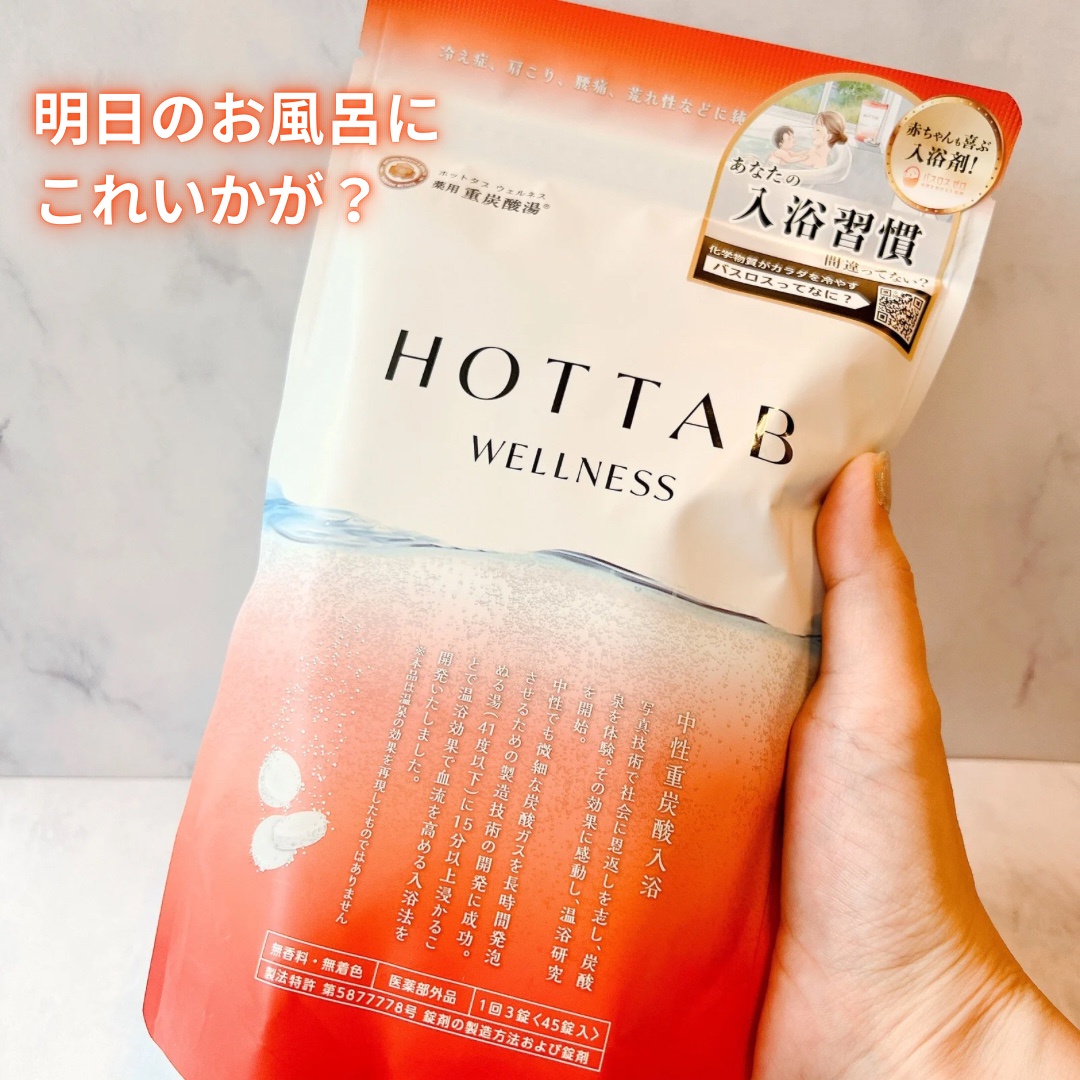 明日のお風呂に
これいかが？
冷え症、肩こり、腰痛、荒れ性などに
ホットタブ ウェルネス
薬用 重炭酸湯®
赤ちゃんも喜ぶ
入浴剤！
バスロス ゼロ
あなたの
入浴習慣
間違ってない？
化学物質がカラダを冷やす
バスロスってなに？
HOTTAB
WELLNESS
中性重炭酸入浴
写真技術で社会に恩返しを志し、炭酸
泉を体験。その効果に感動し、温浴研究
を開始。
中性でも微細な炭酸ガスを長時間発泡
させるための製造技術の開発に成功。
ぬる湯（41度以下）に15分以上浸かるこ
とで温浴効果で血流を高める入浴法を
開発いたしました。
※本品は温泉の効果を再現したものではありません
無香料・無着色
医薬部外品
1回3錠〈45錠入〉
製法特許 第5877778号 錠剤の製造方法および錠剤